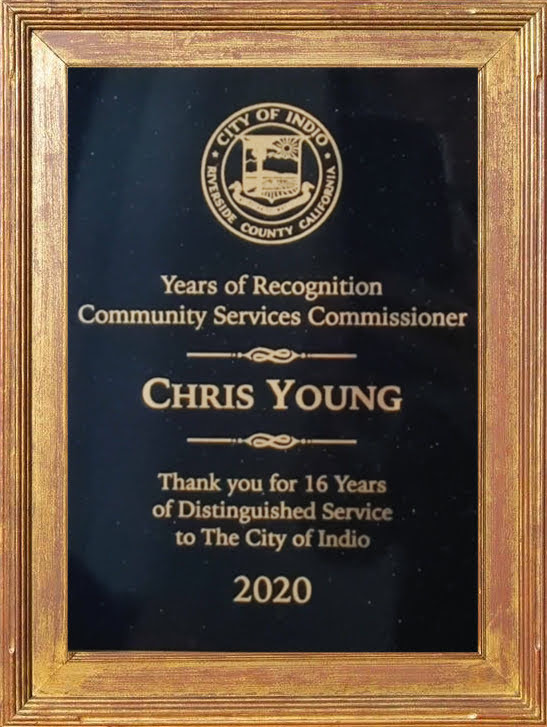 CITY OF INDIO
RIVERSIDE COUNTY CALIFORNIA
Years of Recognition
Community Services Commissioner
CHRIS YOUNG
Thank you for 16 Years
of Distinguished Service
to The City of Indio
2020